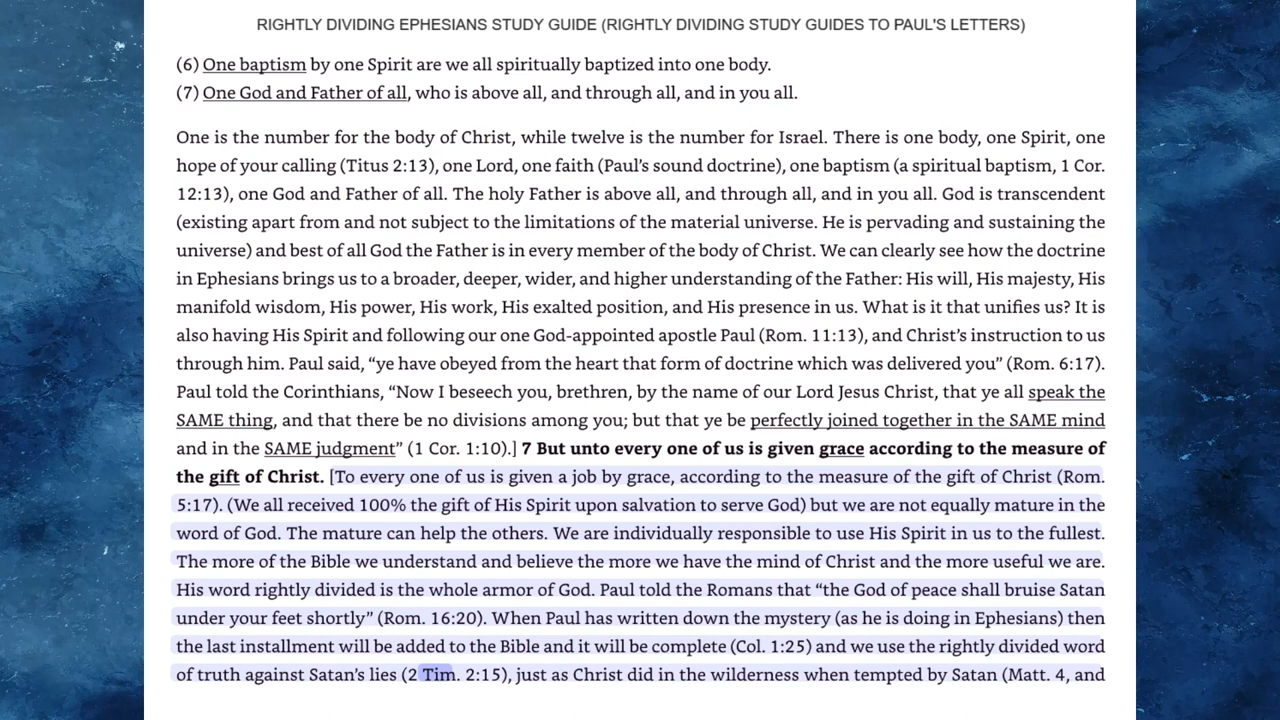 RIGHTLY DIVIDING EPHESIANS STUDY GUIDE (RIGHTLY DIVIDING STUDY GUIDES TO PAUL'S LETTERS)
(6) One baptism by one Spirit are we all spiritually baptized into one body.
(7) One God and Father of all, who is above all, and through all, and in you all.
One is the number for the body of Christ, while twelve is the number for Israel. There is one body, one Spirit, one
hope of your calling (Titus 2:13), one Lord, one faith (Paul’s sound doctrine), one baptism (a spiritual baptism, 1 Cor.
12:13), one God and Father of all. The holy Father is above all, and through all, and in you all. God is transcendent
(existing apart from and not subject to the limitations of the material universe. He is pervading and sustaining the
universe) and best of all God the Father is in every member of the body of Christ. We can clearly see how the doctrine
in Ephesians brings us to a broader, deeper, wider, and higher understanding of the Father: His will, His majesty, His
manifold wisdom, His power, His work, His exalted position, and His presence in us. What is it that unifies us? It is
also having His Spirit and following our one God-appointed apostle Paul (Rom. 11:13), and Christ’s instruction to us
through him. Paul said, “ye have obeyed from the heart that form of doctrine which was delivered you” (Rom. 6:17).
Paul told the Corinthians, “Now I beseech you, brethren, by the name of our Lord Jesus Christ, that ye all speak the
SAME thing, and that there be no divisions among you; but that ye be perfectly joined together in the SAME mind
and in the SAME judgment” (1 Cor. 1:10).] 7 But unto every one of us is given grace according to the measure of
the gift of Christ. [To every one of us is given a job by grace, according to the measure of the gift of Christ (Rom.
5:17). (We all received 100% the gift of His Spirit upon salvation to serve God) but we are not equally mature in the
word of God. The mature can help the others. We are individually responsible to use His Spirit in us to the fullest.
The more of the Bible we understand and believe the more we have the mind of Christ and the more useful we are.
His word rightly divided is the whole armor of God. Paul told the Romans that “the God of peace shall bruise Satan
under your feet shortly” (Rom. 16:20). When Paul has written down the mystery (as he is doing in Ephesians) then
the last installment will be added to the Bible and it will be complete (Col. 1:25) and we use the rightly divided word
of truth against Satan’s lies (2 Tim. 2:15), just as Christ did in the wilderness when tempted by Satan (Matt. 4, and